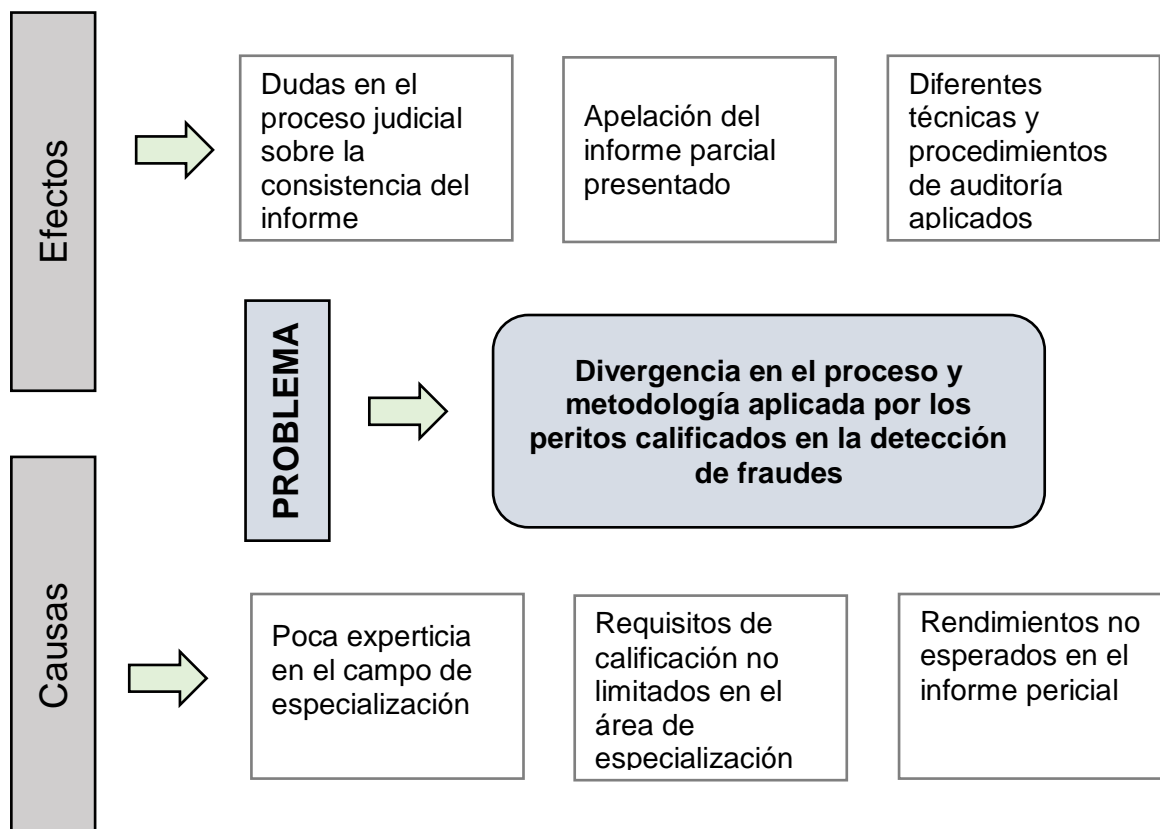 Efectos
Dudas en el
proceso judicial
sobre la
consistencia del
informe
Apelación del
informe parcial
presentado
Diferentes
técnicas y
procedimientos
de auditoría
aplicados
PROBLEMA
Divergencia en el proceso y
metodología aplicada por los
peritos calificados en la detección
de fraudes
Causas
Poca experticia
en el campo de
especialización
Requisitos de
calificación no
limitados en el
área de
especialización
Rendimientos no
esperados en el
informe pericial